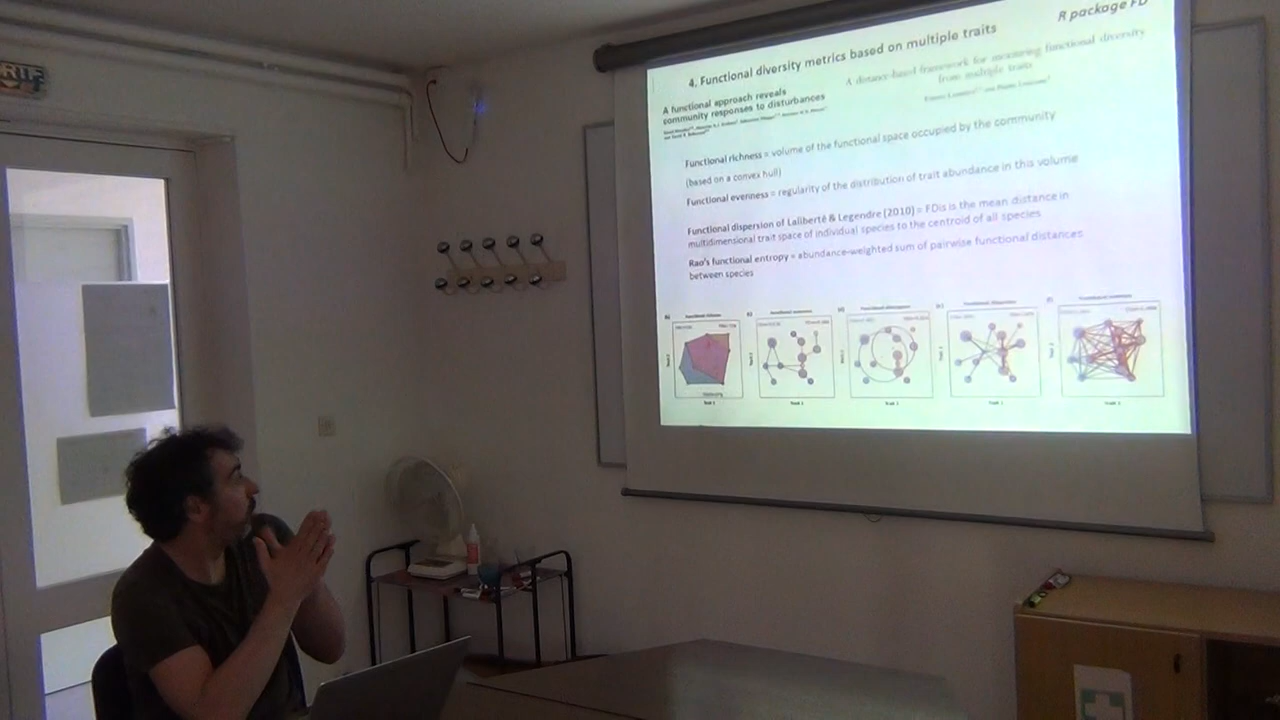 R package FD
4. Functional diversity metrics based on multiple traits
A distance-based framework for measuring functional diversity
from multiple traits
A functional approach reveals
community responses to disturbances
Functional richness = volume of the functional space occupied by the community
(based on a convex hull)
Functional evenness = regularity of the distribution of trait abundance in this volume
Functional dispersion of Laliberté & Legendre (2010) = FDis is the mean distance in
multidimensional trait space of individual species to the centroid of all species
Rao's functional entropy = abundance-weighted sum of pairwise functional distances
between species